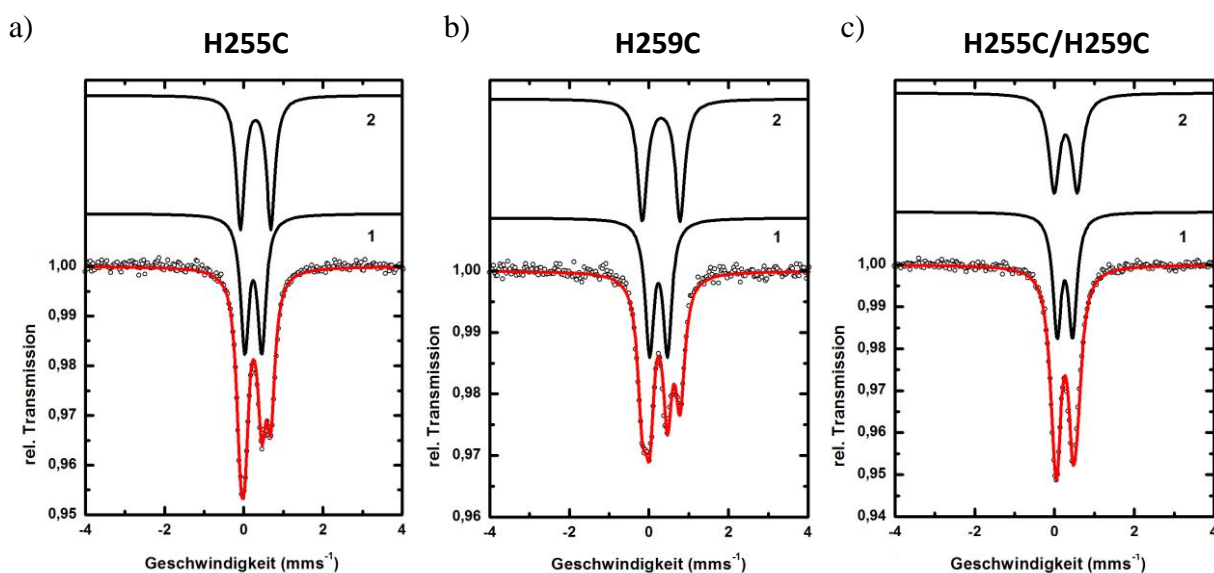 a)
H255C
2
1
1,00
0,99
0,98
0,97
0,96
0,95
rel. Transmission
-4 -2 0 2 4
Geschwindigkeit (mms⁻¹)
b)
H259C
2
1
1,00
0,99
0,98
0,97
0,96
rel. Transmission
-4 -2 0 2 4
Geschwindigkeit (mms⁻¹)
c)
H255C/H259C
2
1
1,00
0,99
0,98
0,97
0,96
0,95
0,94
rel. Transmission
-4 -2 0 2 4
Geschwindigkeit (mms⁻¹)